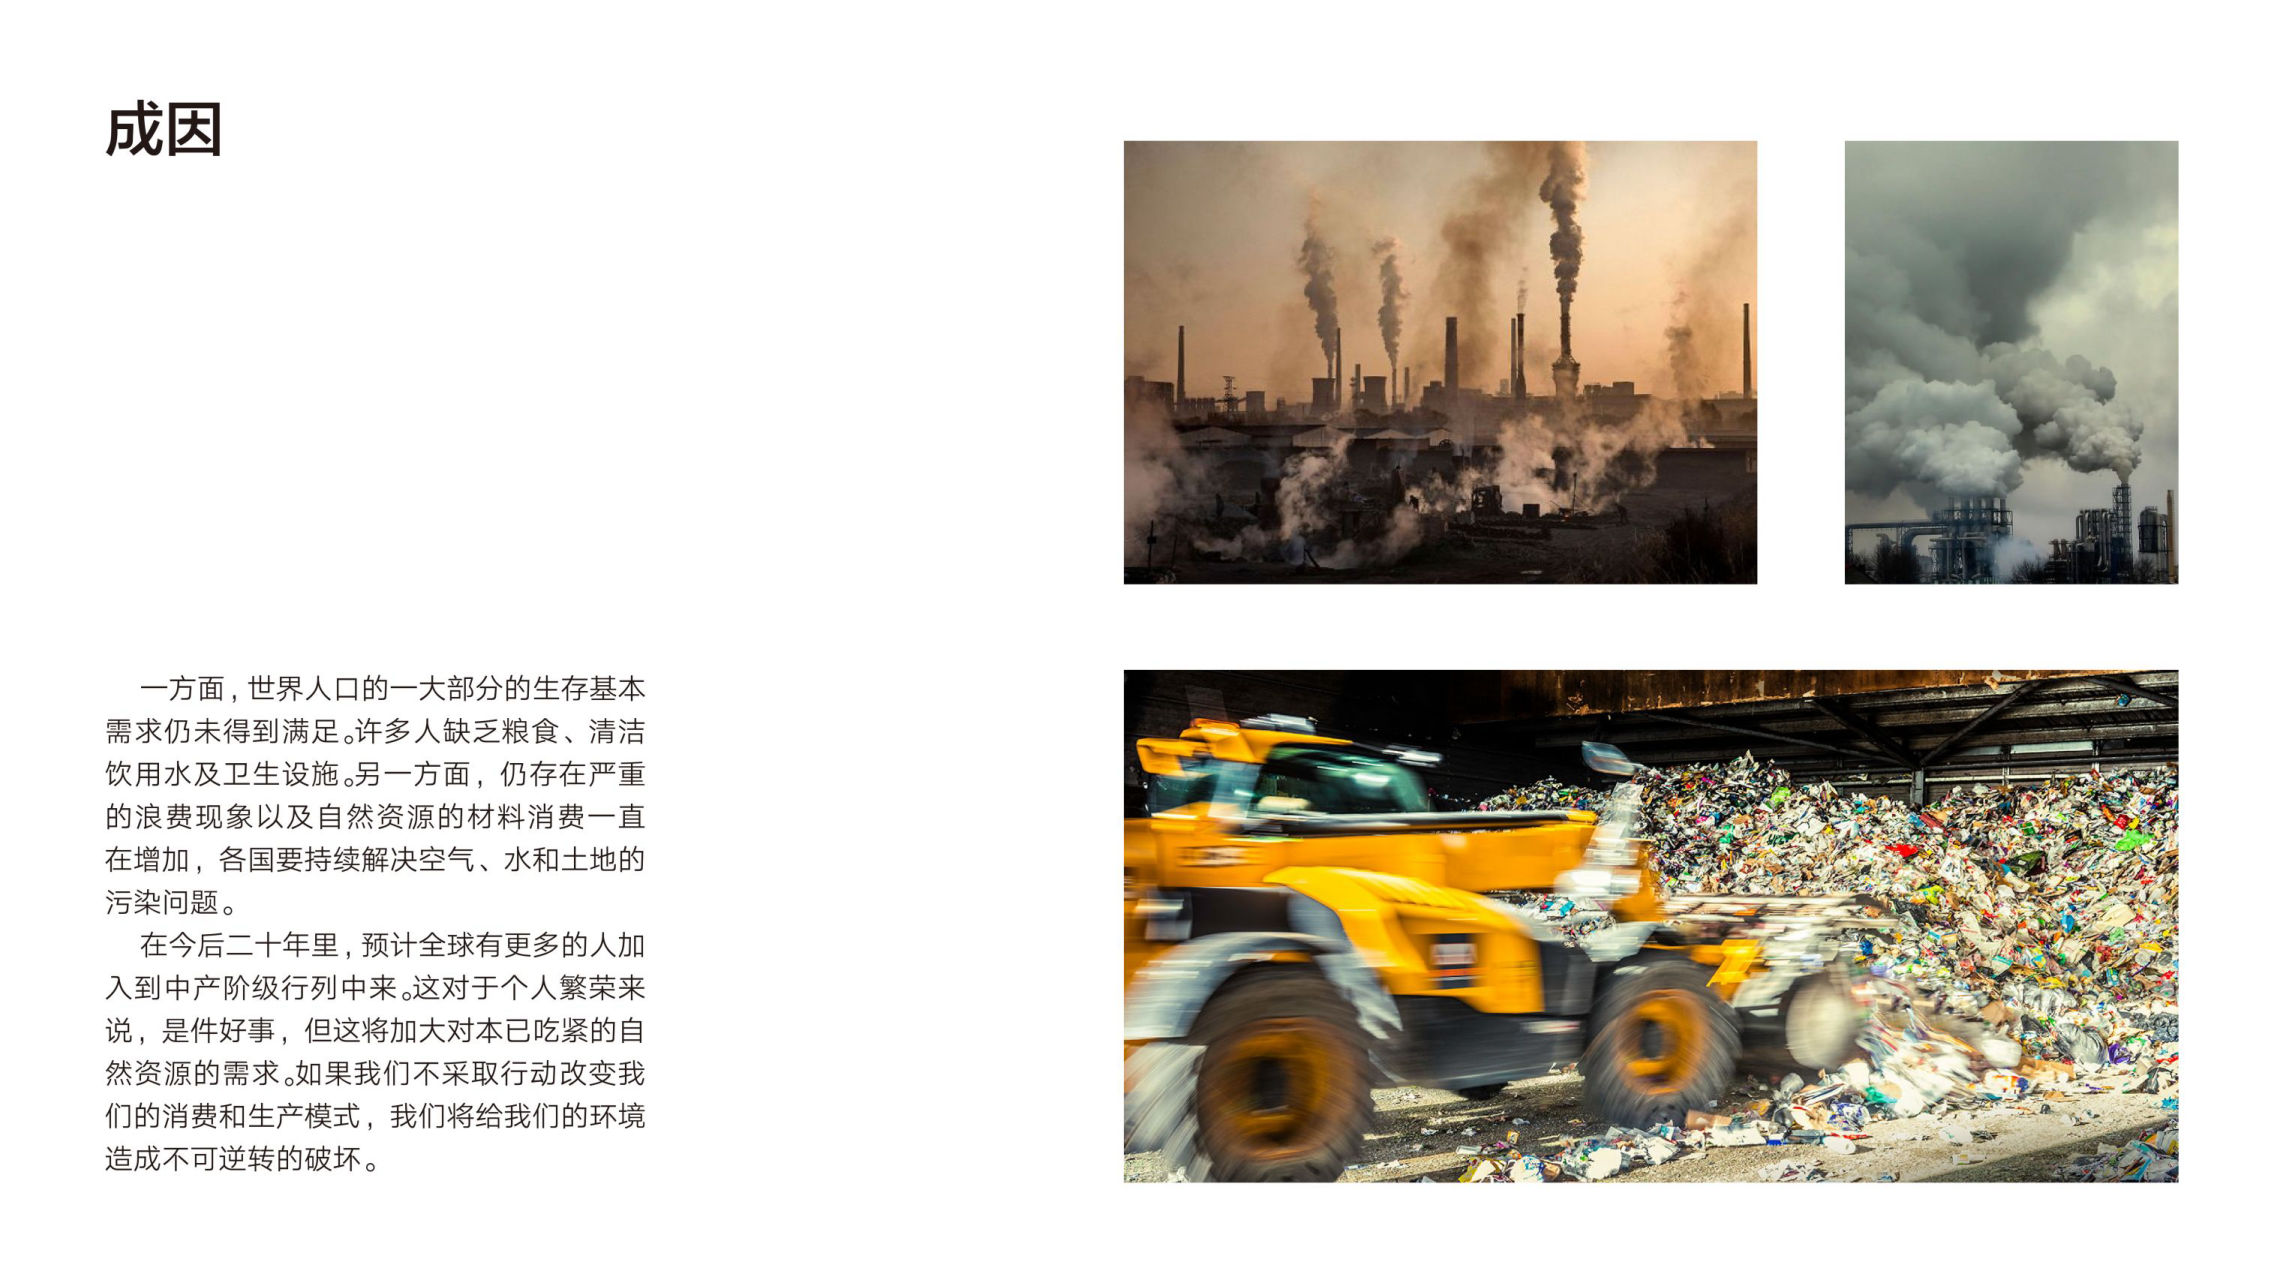 成因
一方面，世界人口的一大部分的生存基本
需求仍未得到满足。许多人缺乏粮食、清洁
饮用水及卫生设施。另一方面，仍存在严重
的浪费现象以及自然资源的材料消费一直
在增加，各国要持续解决空气、水和土地的
污染问题。
在今后二十年里，预计全球有更多的人加
入到中产阶级行列中来。这对于个人繁荣来
说，是件好事，但这将加大对本已吃紧的自
然资源的需求。如果我们不采取行动改变我
们的消费和生产模式，我们将给我们的环境
造成不可逆转的破坏。